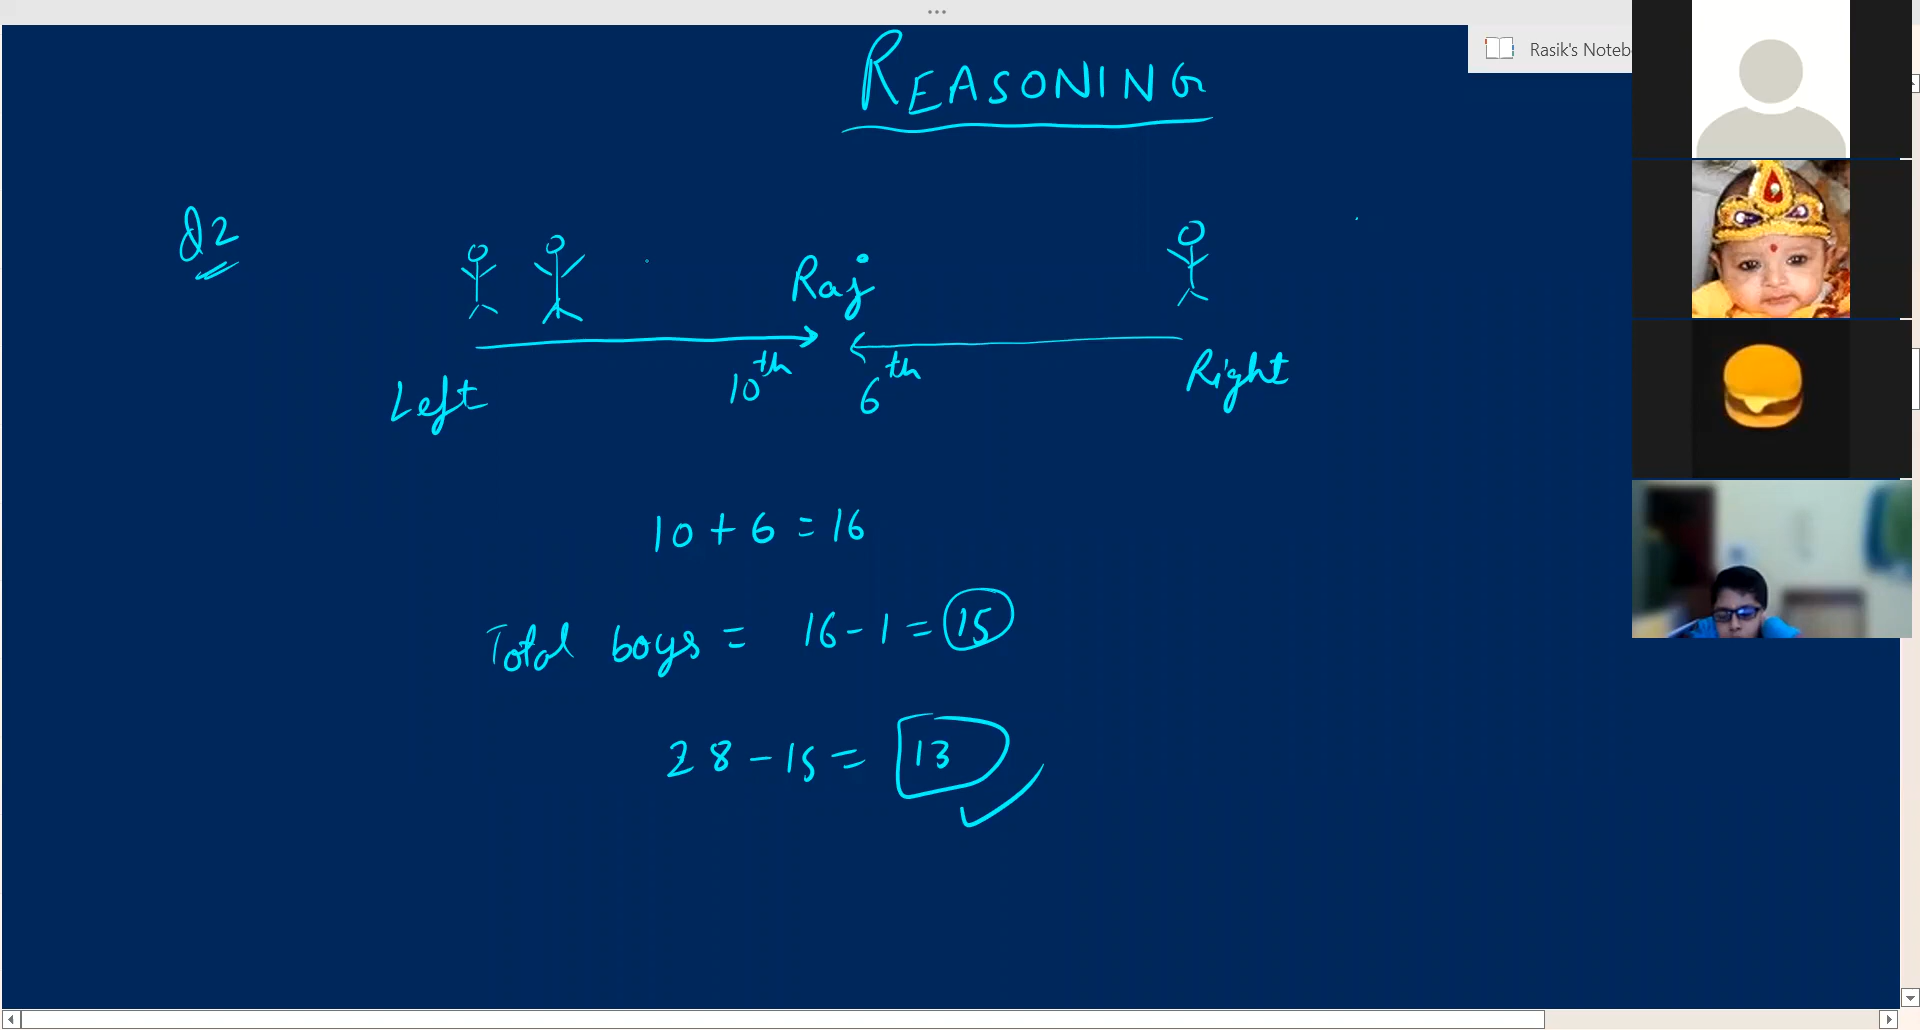 REASONING
Rasik's Noteb
Q2
Raj
10th 6th
Left Right
10 + 6 = 16
Total boys = 16 - 1 = 15
28 - 15 = 13